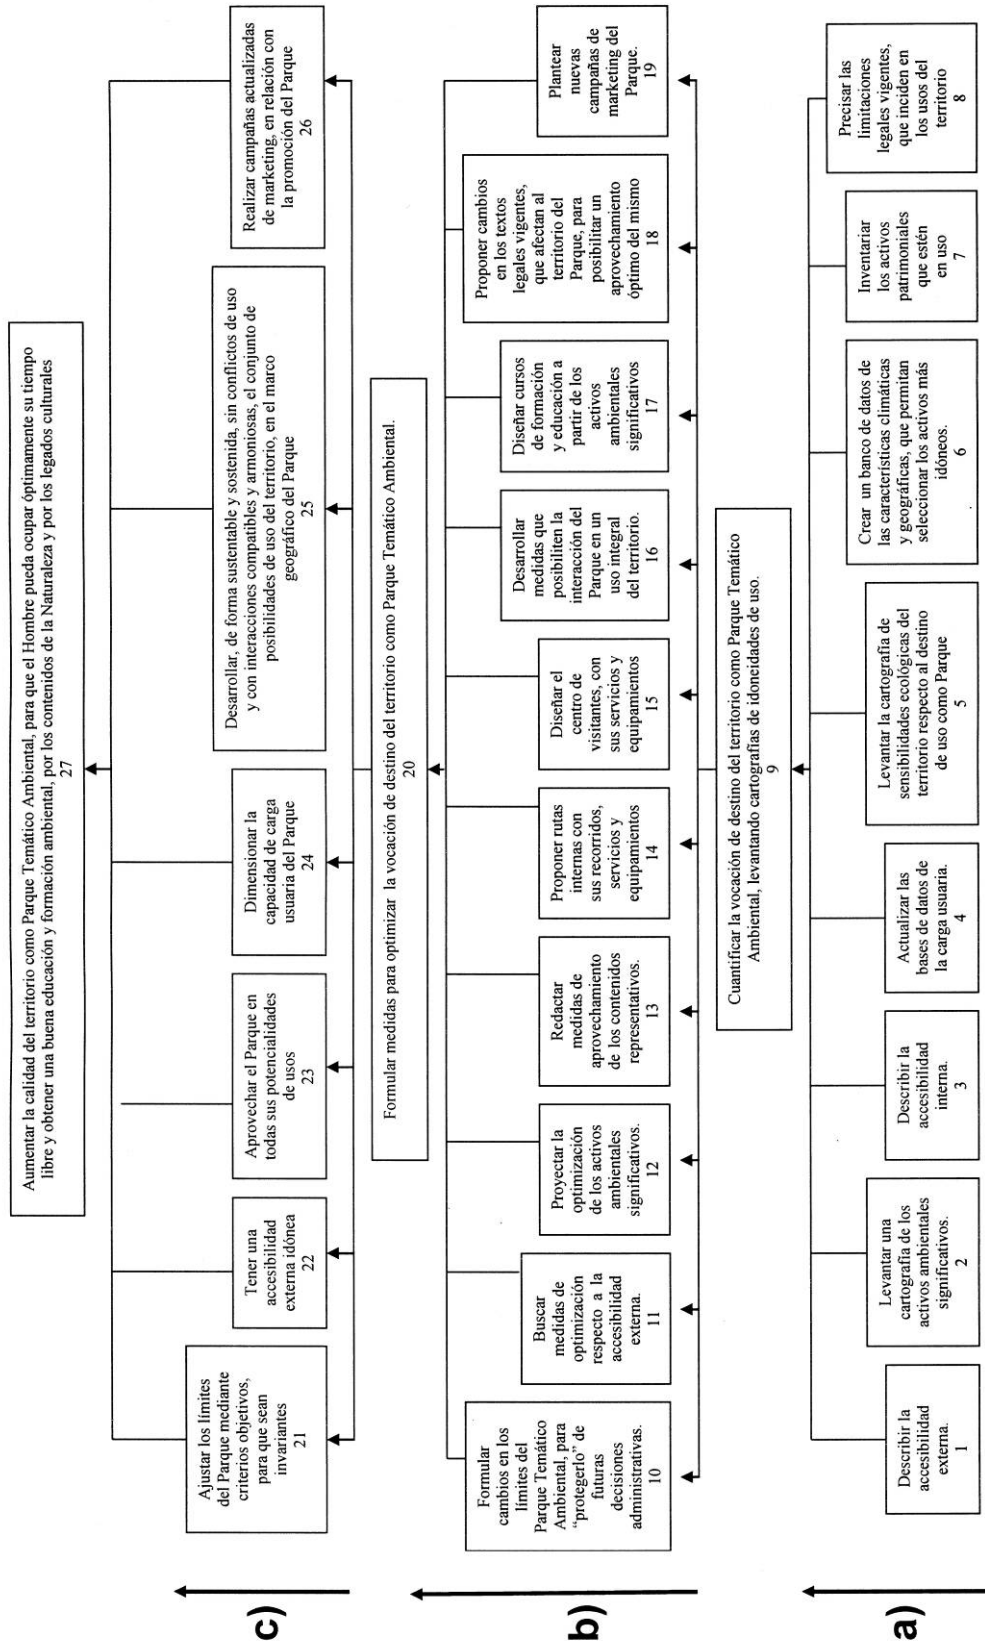 Aumentar la calidad del territorio como Parque Temático Ambiental, para que el Hombre pueda ocupar óptimamente su tiempo
libre y obtener una buena educación y formación ambiental, por los contenidos de la Naturaleza y por los legados culturales
27
c)
Ajustar los límites
del Parque mediante
criterios objetivos,
para que sean
invariantes
21
Tener una
accesibilidad
externa idónea
22
Aprovechar el Parque en
todas sus potencialidades
de usos
23
Dimensionar la
capacidad de carga
usuaria del Parque
24
Desarrollar, de forma sustentable y sostenida, sin conflictos de uso
y con interacciones compatibles y armoniosas, el conjunto de
posibilidades de uso del territorio, en el marco
geográfico del Parque
25
Realizar campañas actualizadas
de marketing, en relación con
la promoción del Parque
26
Formular medidas para optimizar la vocación de destino del territorio como Parque Temático Ambiental.
20
b)
Formular
cambios en los
límites del
Parque Temático
Ambiental, para
“protegerlo” de
futuras
decisiones
administrativas.
10
Buscar
medidas de
optimización
respecto a la
accesibilidad
externa.
11
Proyectar la
optimización
de los activos
ambientales
significativos.
12
Redactar
medidas de
aprovechamiento
de los contenidos
representativos.
13
Proponer rutas
internas con
sus recorridos,
servicios y
equipamientos
14
Diseñar el
centro de
visitantes, con
sus servicios y
equipamientos
15
Desarrollar
medidas que
posibiliten la
interacción del
Parque en un
uso integral
del territorio.
16
Diseñar cursos
de formación
y educación a
partir de los
activos
ambientales
significativos
17
Proponer cambios
en los textos
legales vigentes,
que afectan al
territorio del
Parque, para
posibilitar un
aprovechamiento
óptimo del mismo
18
Plantear
nuevas
campañas de
marketing del
Parque.
19
Cuantificar la vocación de destino del territorio como Parque Temático
Ambiental, levantando cartografías de idoneidades de uso.
9
a)
Describir la
accesibilidad
externa.
1
Levantar una
cartografía de los
activos ambientales
significativos.
2
Describir la
accesibilidad
interna.
3
Actualizar las
bases de datos de
la carga usuaria.
4
Levantar la cartografía de
sensibilidades ecológicas del
territorio respecto al destino
de uso como Parque
5
Crear un banco de datos de
las características climáticas
y geográficas, que permitan
seleccionar los activos más
idóneos.
6
Inventariar
los activos
patrimoniales
que estén
en uso
7
Precisar las
limitaciones
legales vigentes,
que inciden en
los usos del
territorio
8